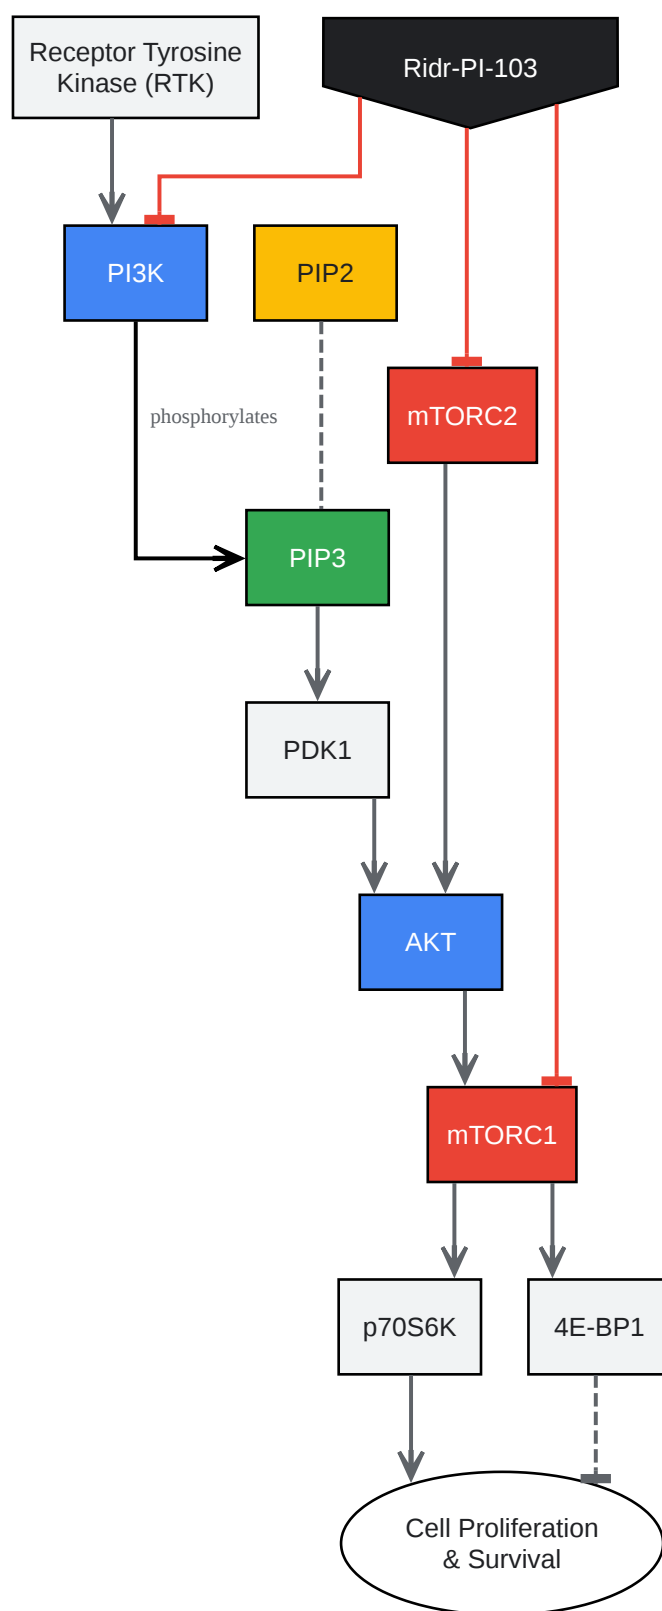 Receptor Tyrosine
Kinase (RTK)
Ridr-PI-103
PI3K
PIP2
phosphorylates
mTORC2
PIP3
PDK1
AKT
mTORC1
p70S6K
4E-BP1
Cell Proliferation
& Survival